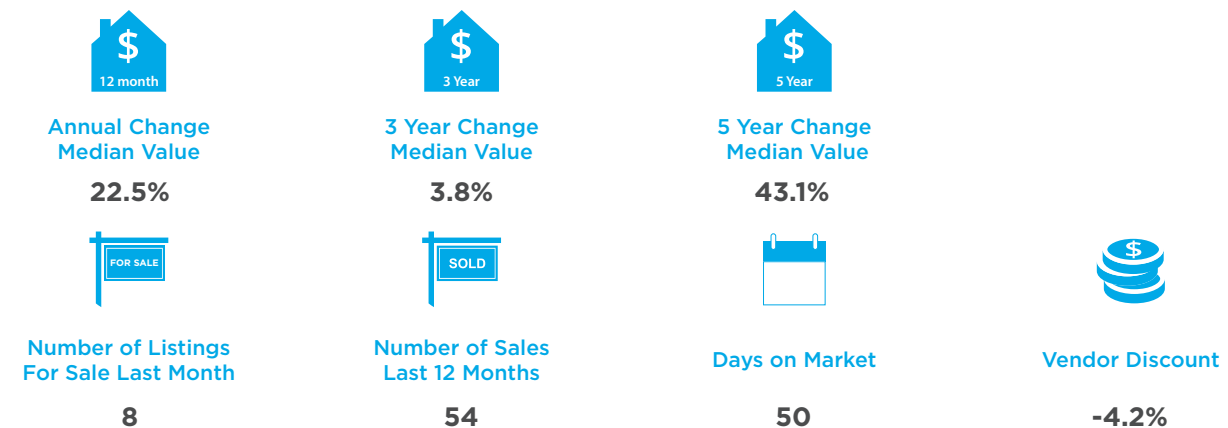 $
12 month
Annual Change
Median Value
22.5%
$
3 Year
3 Year Change
Median Value
3.8%
$
5 Year
5 Year Change
Median Value
43.1%
FOR SALE
Number of Listings
For Sale Last Month
8
SOLD
Number of Sales
Last 12 Months
54
Days on Market
50
$
Vendor Discount
-4.2%